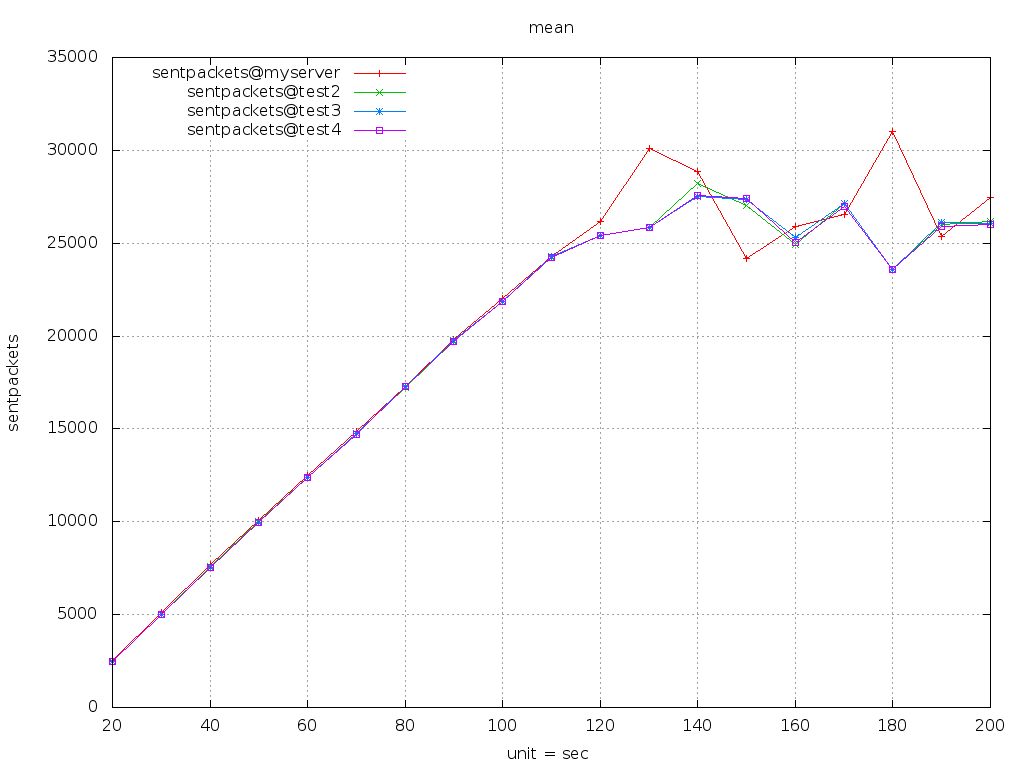 mean
35000
30000
25000
20000
15000
10000
5000
0
sentpackets
sentpackets@myserver
sentpackets@test2
sentpackets@test3
sentpackets@test4
20 40 60 80 100 120 140 160 180 200
unit = sec